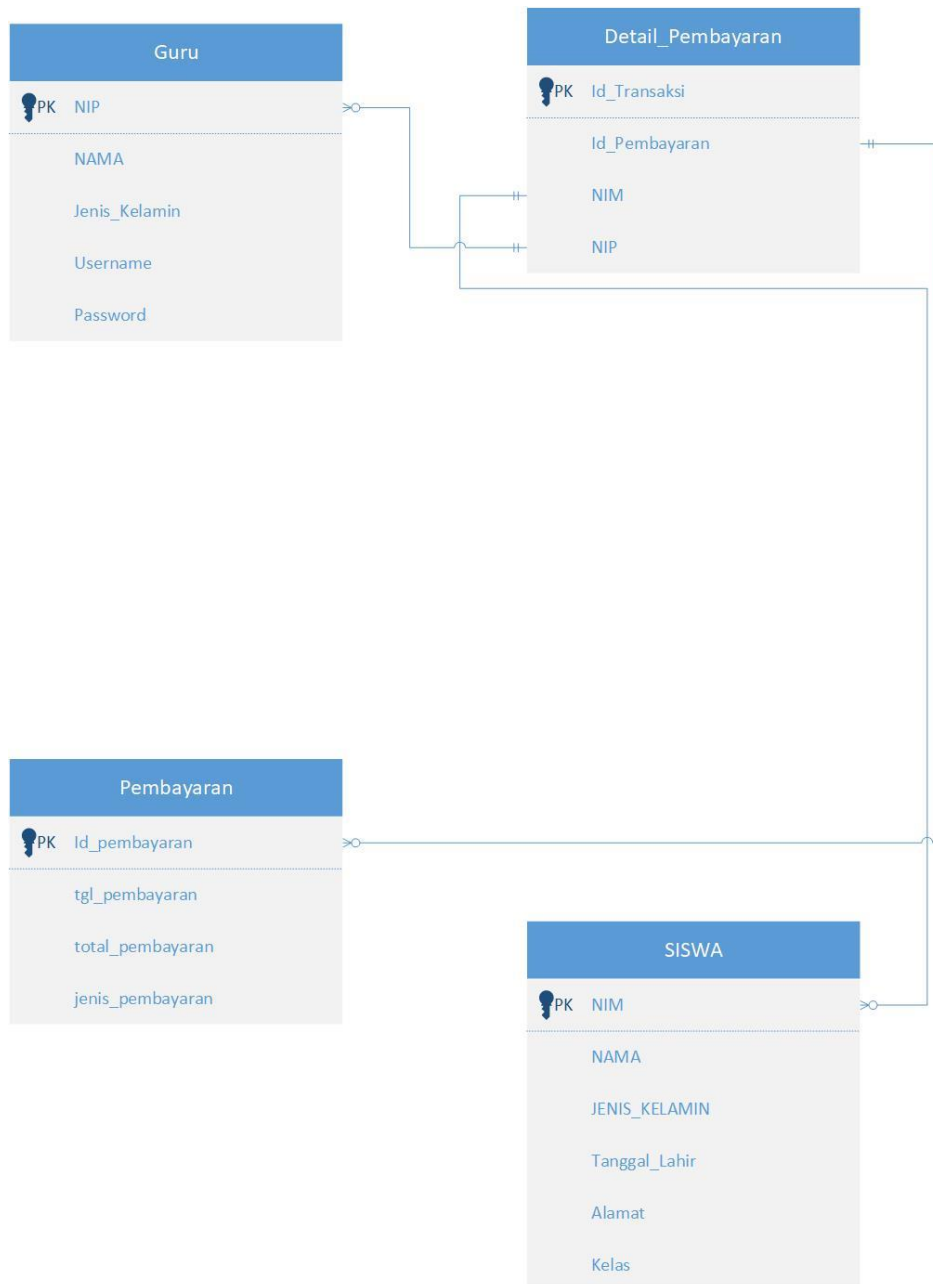 Guru
PK NIP
NAMA
Jenis_Kelamin
Username
Password
Detail_Pembayaran
PK Id_Transaksi
Id_Pembayaran
NIM
NIP
Pembayaran
PK Id_pembayaran
tgl_pembayaran
total_pembayaran
jenis_pembayaran
SISWA
PK NIM
NAMA
JENIS_KELAMIN
Tanggal_Lahir
Alamat
Kelas